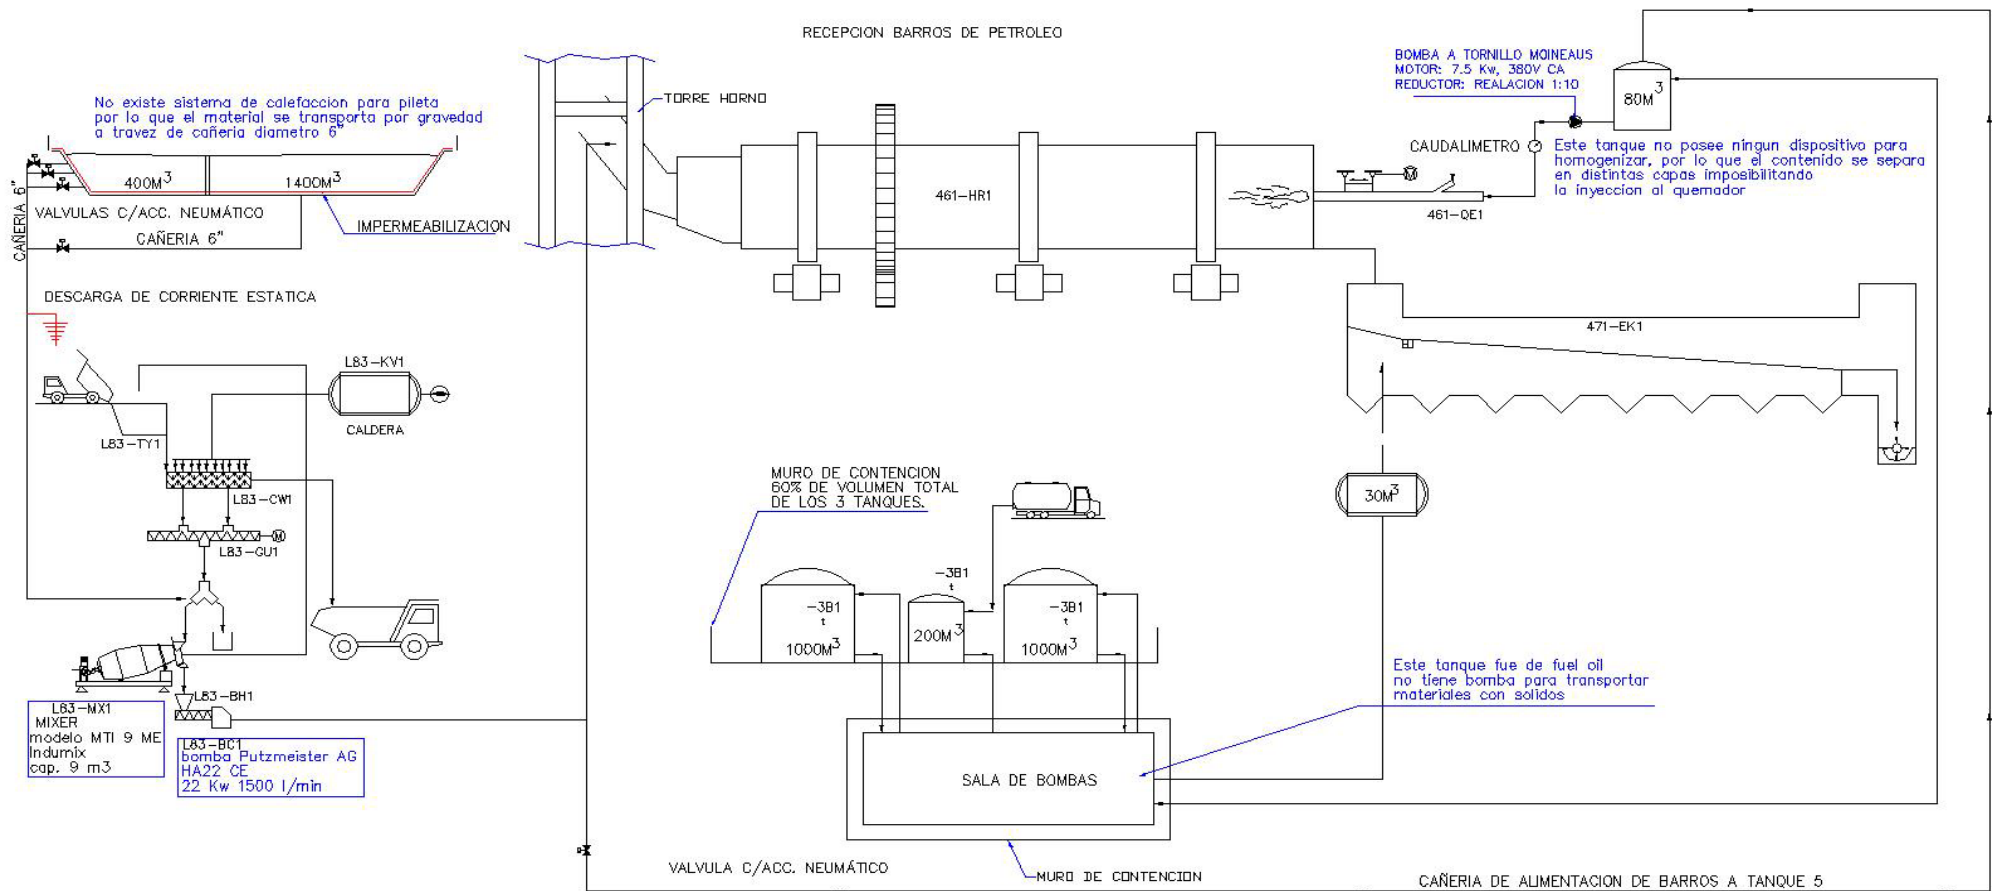 RECEPCION BARROS DE PETROLEO
No existe sistema de calefaccion para pileta
por lo que el material se transporta por gravedad
a travez de cañeria diametro 6"
TORRE HORNO
BOMBA A TORNILLO MOINEAUS
MOTOR: 7.5 Kw, 380V CA
REDUCTOR: REALACION 1:10
80M3
CAUDALIMETRO
Este tanque no posee ningun dispositivo para
homogenizar, por lo que el contenido se separa
en distintas capas imposibilitando
la inyeccion al quemador
400M3
1400M3
461-HR1
M
461-QE1
VALVULAS C/ACC. NEUMÁTICO
IMPERMEABILIZACION
CAÑERIA 6"
CAÑERIA 6"
DESCARGA DE CORRIENTE ESTATICA
471-EK1
L83-KV1
CALDERA
L83-TY1
L83-CW1
L83-GU1
M
MURO DE CONTENCION
60% DE VOLUMEN TOTAL
DE LOS 3 TANQUES.
30M3
-3B1
t
-3B1
t
1000M3
200M3
-3B1
t
1000M3
Este tanque fue de fuel oil
no tiene bomba para transportar
materiales con solidos
L83-BH1
L83-MX1
MIXER
modelo MTI 9 ME
Indumix
cap. 9 m3
L83-BC1
bomba Putzmeister AG
HA22 CE
22 Kw 1500 l/min
SALA DE BOMBAS
VALVULA C/ACC. NEUMÁTICO
MURO DE CONTENCION
CAÑERIA DE ALIMENTACION DE BARROS A TANQUE 5